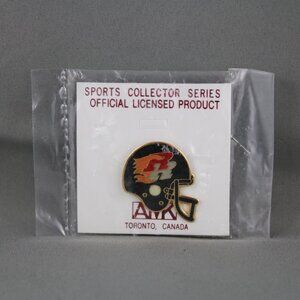 SPORTS COLLECTOR SERIES
OFFICIAL LICENSED PRODUCT
TORONTO, CANADA